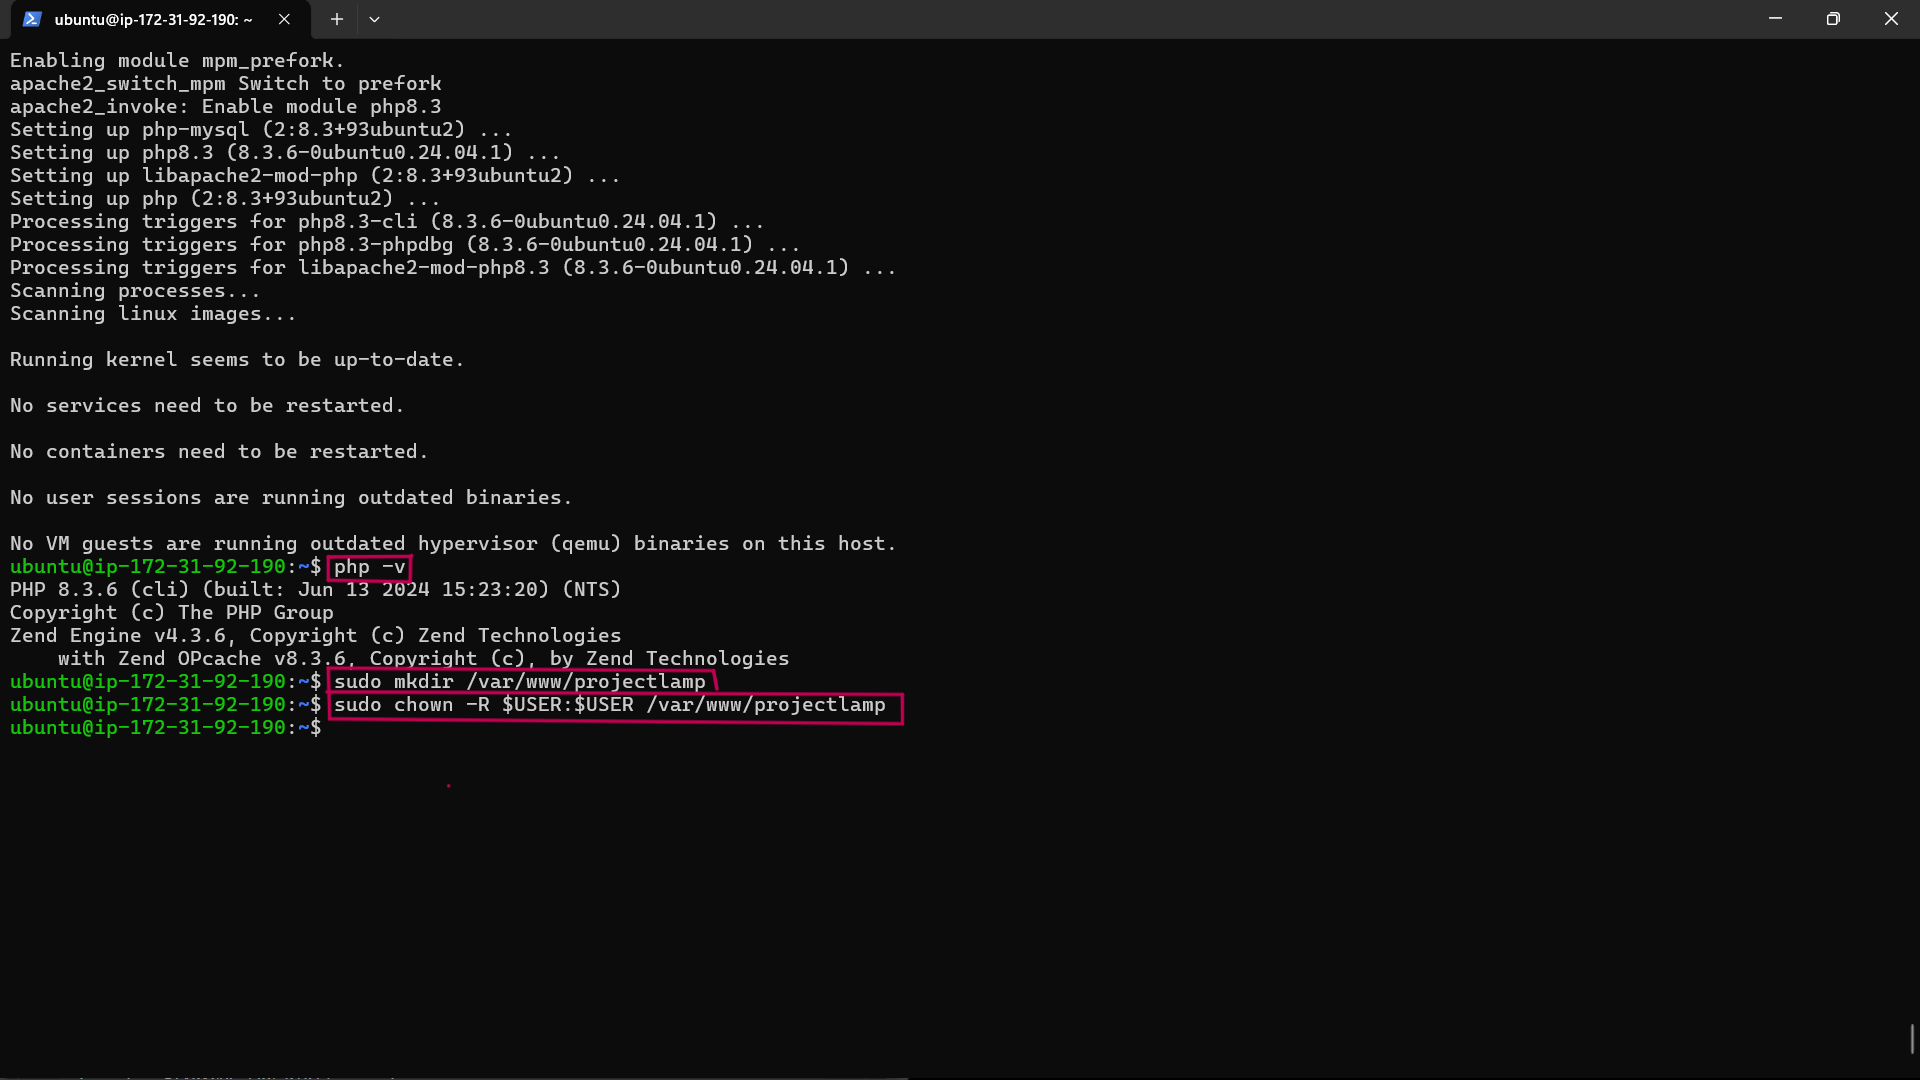 ubuntu@ip-172-31-92-190: ~
Enabling module mpm_prefork.
apache2_switch_mpm Switch to prefork
apache2_invoke: Enable module php8.3
Setting up php-mysql (2:8.3+93ubuntu2) ...
Setting up php8.3 (8.3.6-0ubuntu0.24.04.1) ...
Setting up libapache2-mod-php (2:8.3+93ubuntu2) ...
Setting up php (2:8.3+93ubuntu2) ...
Processing triggers for php8.3-cli (8.3.6-0ubuntu0.24.04.1) ...
Processing triggers for php8.3-phpdbg (8.3.6-0ubuntu0.24.04.1) ...
Processing triggers for libapache2-mod-php8.3 (8.3.6-0ubuntu0.24.04.1) ...
Scanning processes...
Scanning linux images...
Running kernel seems to be up-to-date.
No services need to be restarted.
No containers need to be restarted.
No user sessions are running outdated binaries.
No VM guests are running outdated hypervisor (qemu) binaries on this host.
ubuntu@ip-172-31-92-190:~$ php -v
PHP 8.3.6 (cli) (built: Jun 13 2024 15:23:20) (NTS)
Copyright (c) The PHP Group
Zend Engine v4.3.6, Copyright (c) Zend Technologies
    with Zend OPcache v8.3.6, Copyright (c), by Zend Technologies
ubuntu@ip-172-31-92-190:~$ sudo mkdir /var/www/projectlamp
ubuntu@ip-172-31-92-190:~$ sudo chown -R $USER:$USER /var/www/projectlamp
ubuntu@ip-172-31-92-190:~$